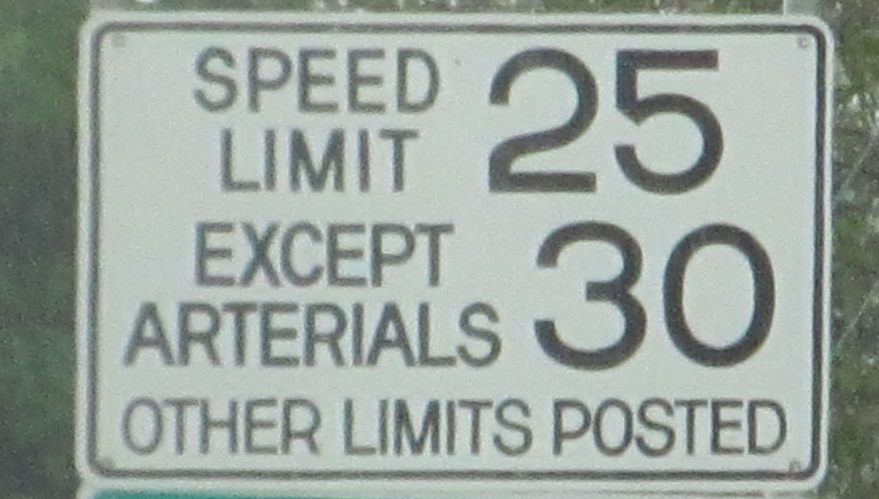 SPEED LIMIT 25
EXCEPT ARTERIALS 30
OTHER LIMITS POSTED